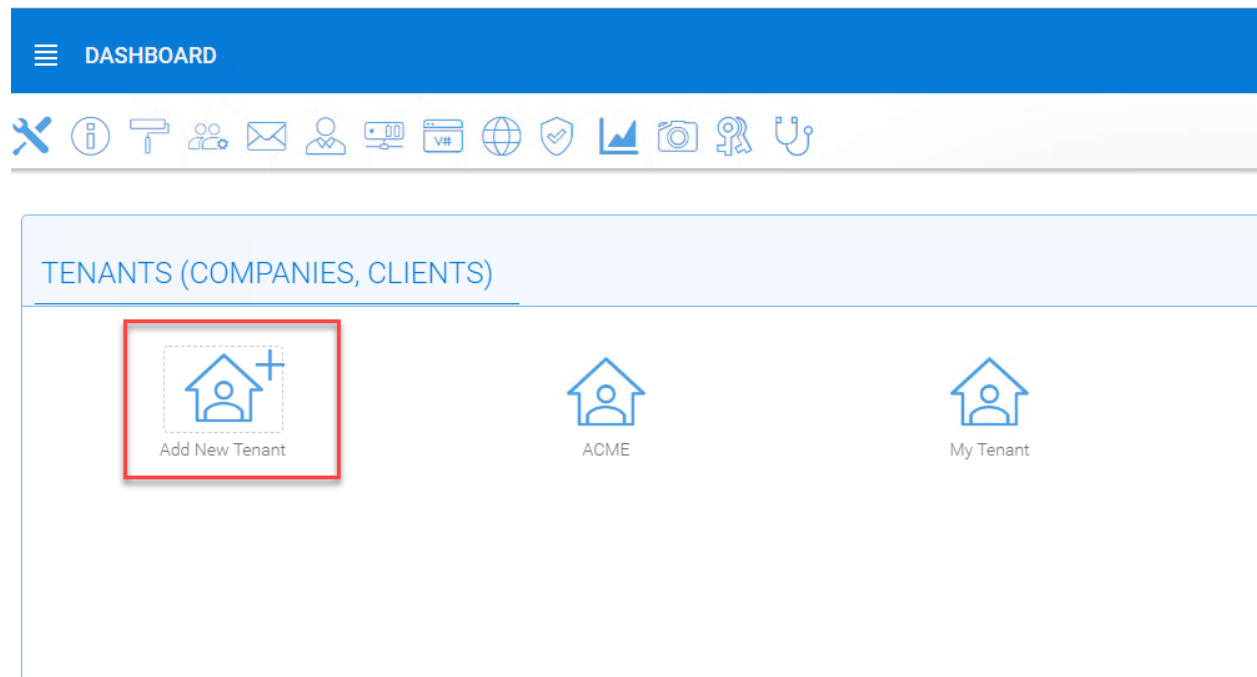 DASHBOARD
V#
TENANTS (COMPANIES, CLIENTS)
Add New Tenant
ACME
My Tenant